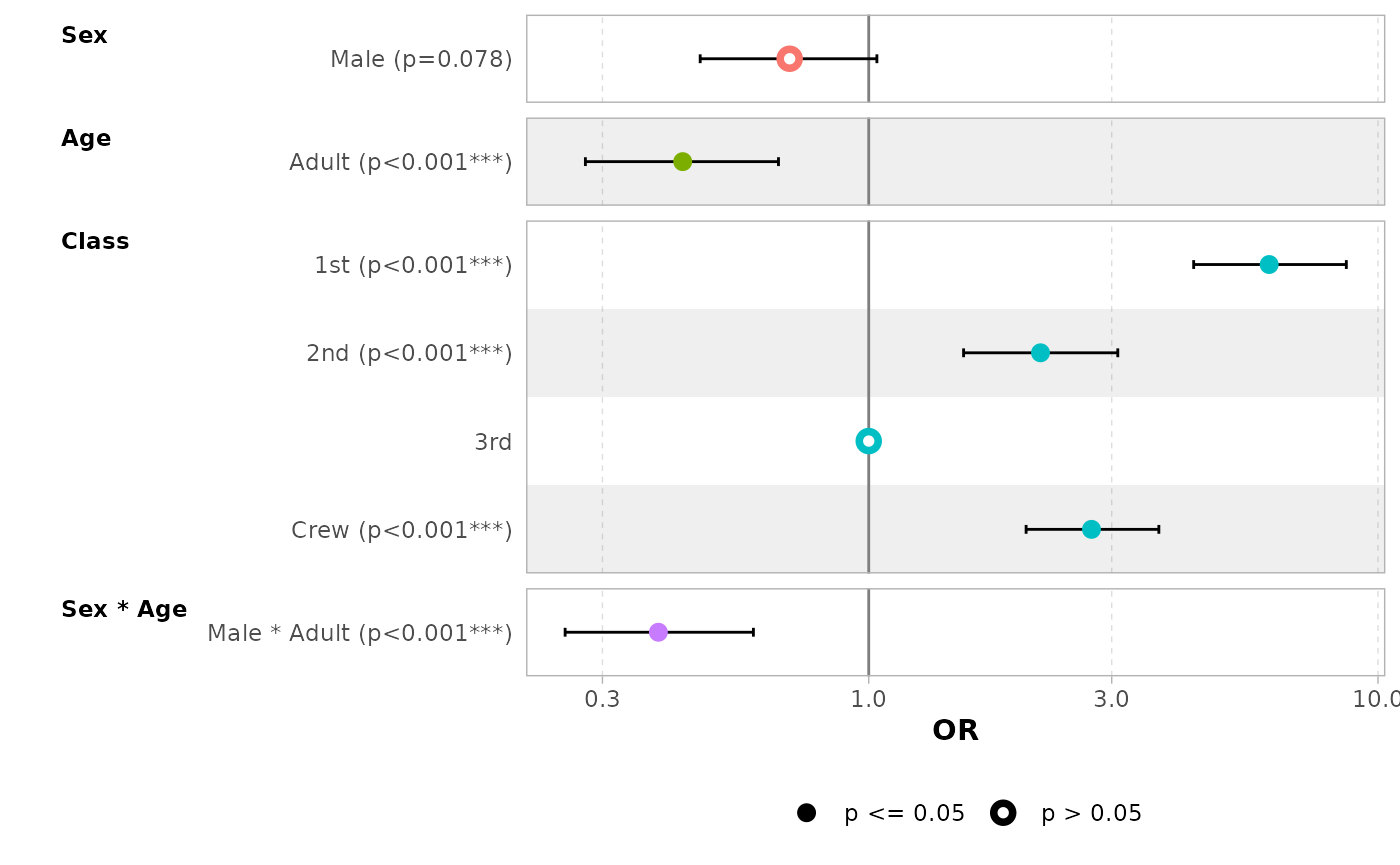 Sex
Male (p=0.078)
Age
Adult (p<0.001***)
Class
1st (p<0.001***)
2nd (p<0.001***)
3rd
Crew (p<0.001***)
Sex * Age
Male * Adult (p<0.001***)
0.3 1.0 3.0 10.0
OR
p <= 0.05 p > 0.05